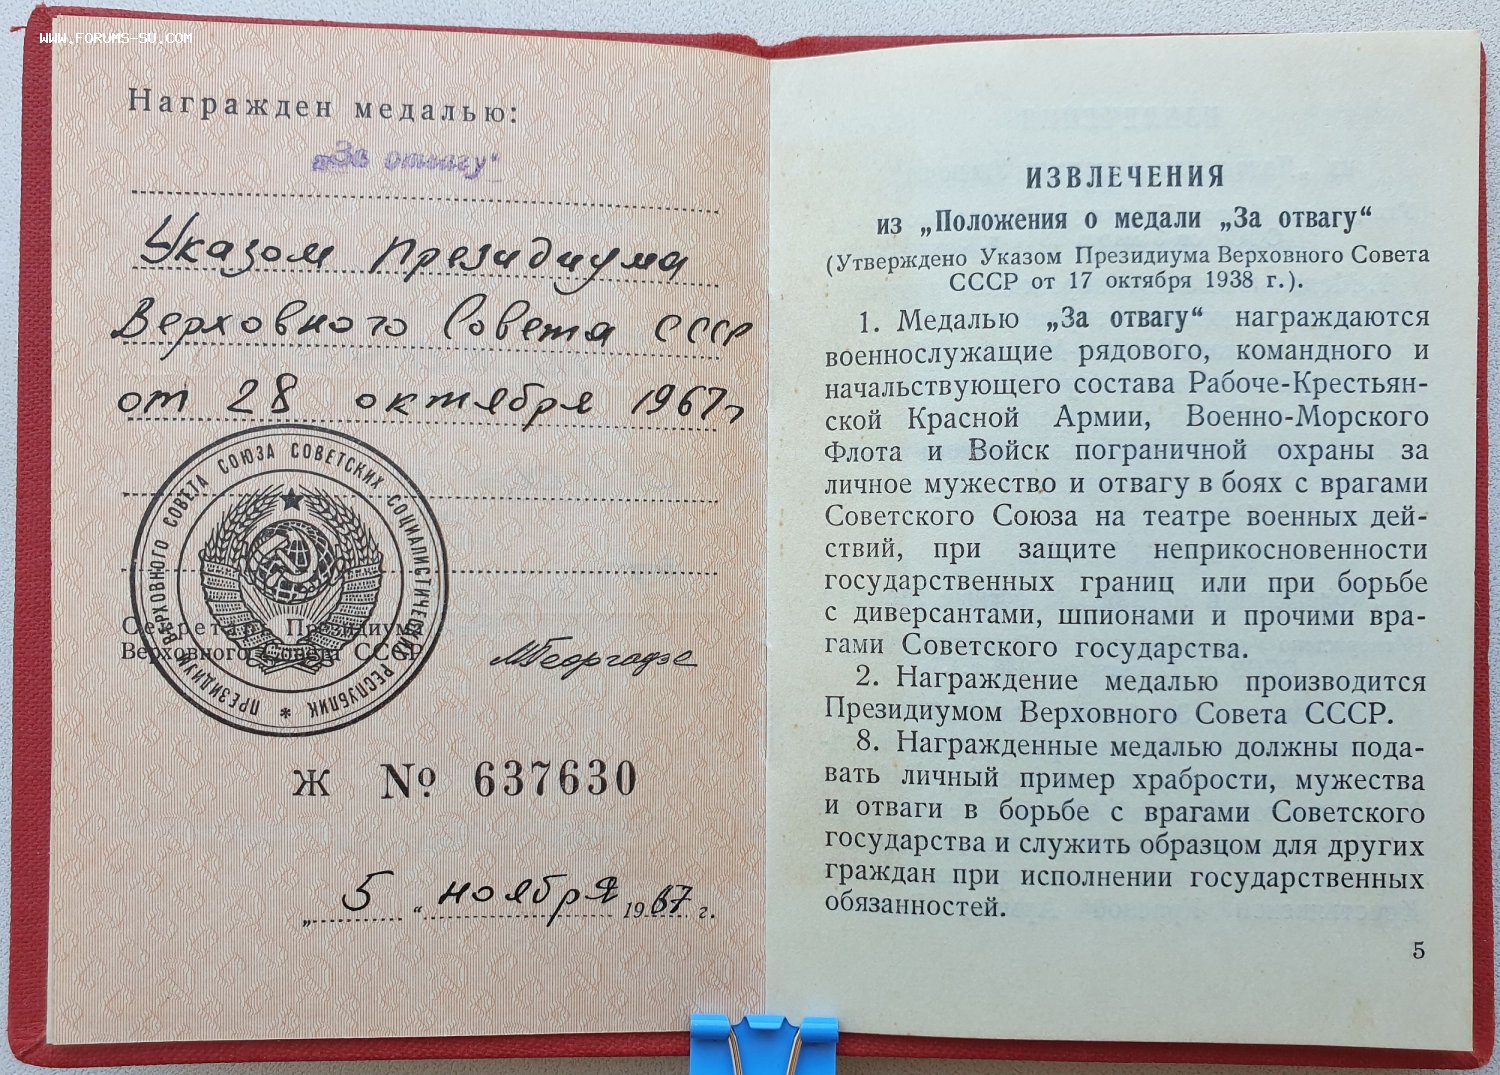 WWW.FORUMS-SU.COM
Награжден медалью:
„За отвагу“
Указом Президиума
Верховного Совета СССР
от 28 октября 1967г
ПРЕЗИДИУМ ВЕРХОВНОГО СОВЕТА СОЮЗА СОВЕТСКИХ СОЦИАЛИСТИЧЕСКИХ РЕСПУБЛИК *
Секретарь Президиума
Верховного Совета СССР
МГеоргадзе
Ж № 637630
„5“ ноября 1967 г.
ИЗВЛЕЧЕНИЯ
из „Положения о медали „За отвагу“
(Утверждено Указом Президиума Верховного Совета
СССР от 17 октября 1938 г.).
1. Медалью „За отвагу“ награждаются
военнослужащие рядового, командного и
начальствующего состава Рабоче-Крестьян-
ской Красной Армии, Военно-Морского
Флота и Войск пограничной охраны за
личное мужество и отвагу в боях с врагами
Советского Союза на театре военных дей-
ствий, при защите неприкосновенности
государственных границ или при борьбе
с диверсантами, шпионами и прочими вра-
гами Советского государства.
2. Награждение медалью производится
Президиумом Верховного Совета СССР.
8. Награжденные медалью должны пода-
вать личный пример храбрости, мужества
и отваги в борьбе с врагами Советского
государства и служить образцом для других
граждан при исполнении государственных
обязанностей.
5